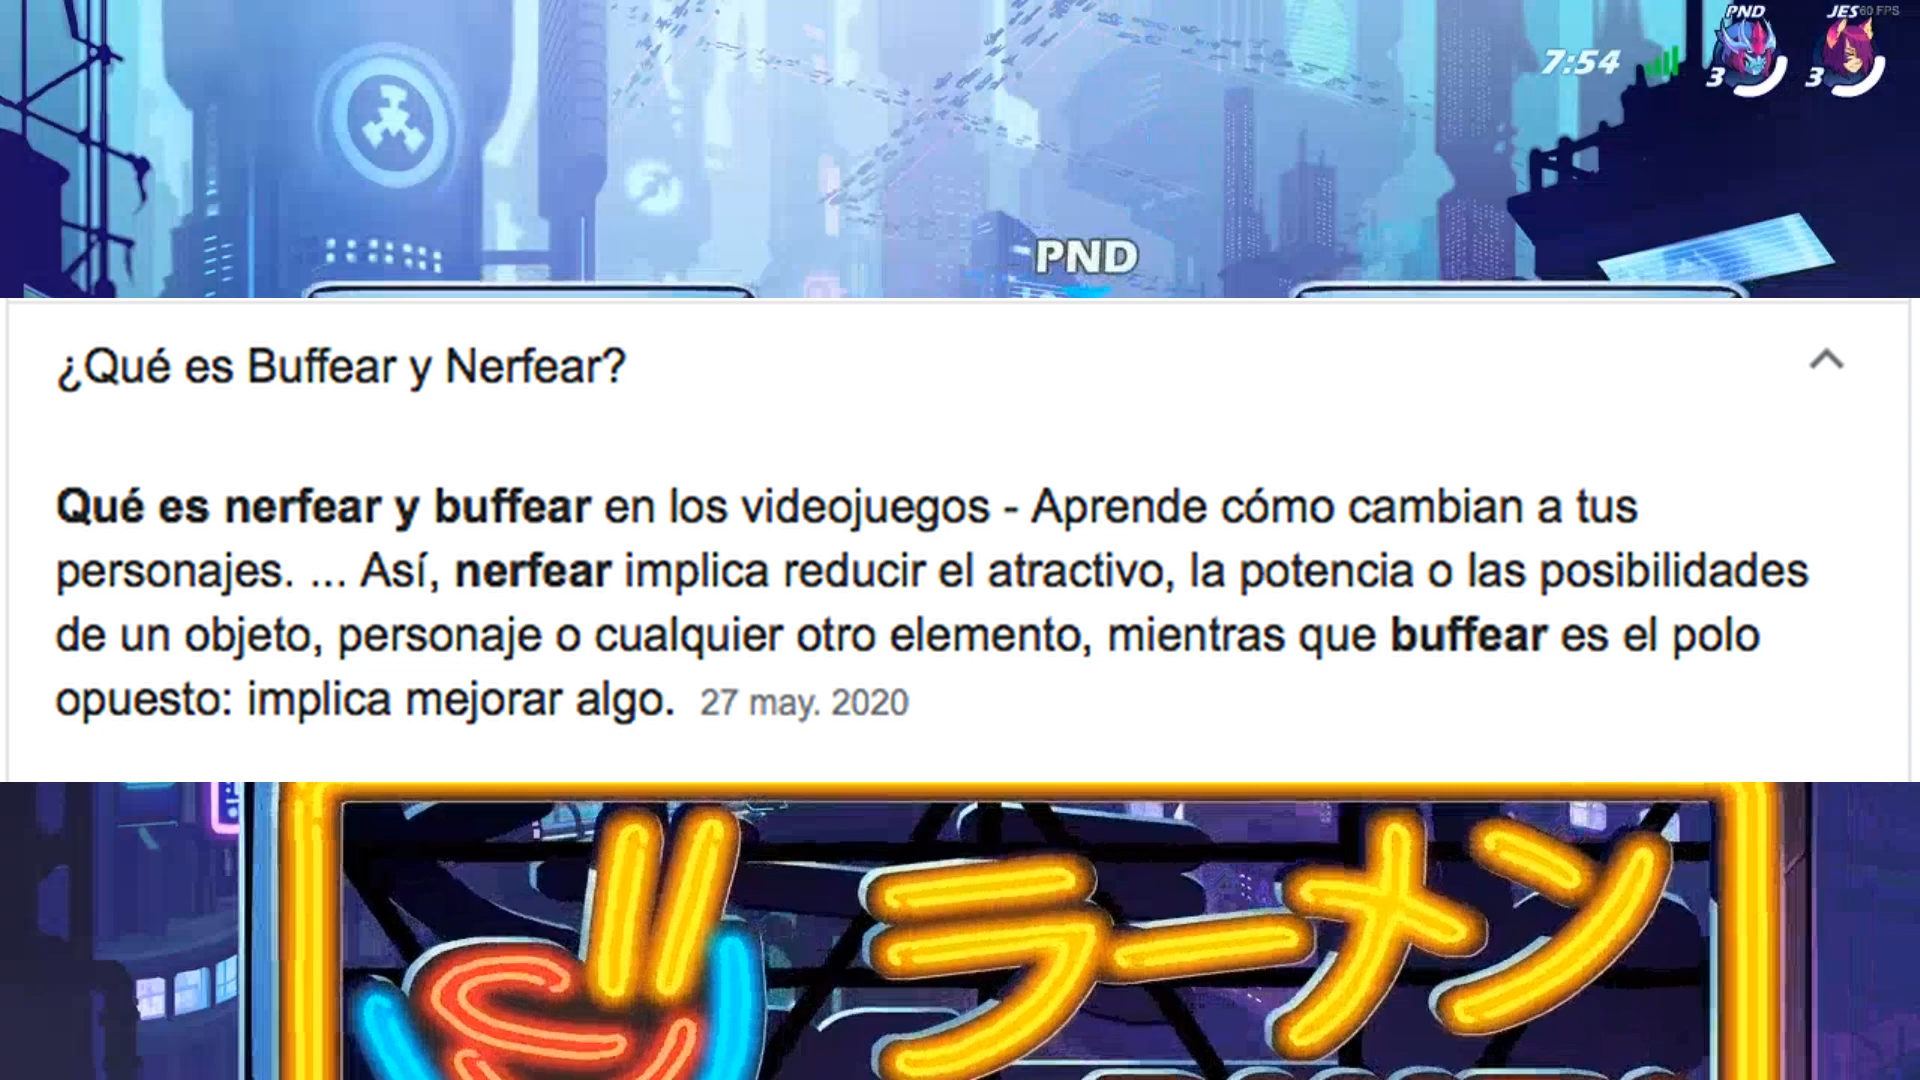 PND JES 60 FPS
7:54
3 3
PND
¿Qué es Buffear y Nerfear?
Qué es nerfear y buffear en los videojuegos - Aprende cómo cambian a tus
personajes. ... Así, nerfear implica reducir el atractivo, la potencia o las posibilidades
de un objeto, personaje o cualquier otro elemento, mientras que buffear es el polo
opuesto: implica mejorar algo. 27 may. 2020
ラーメン